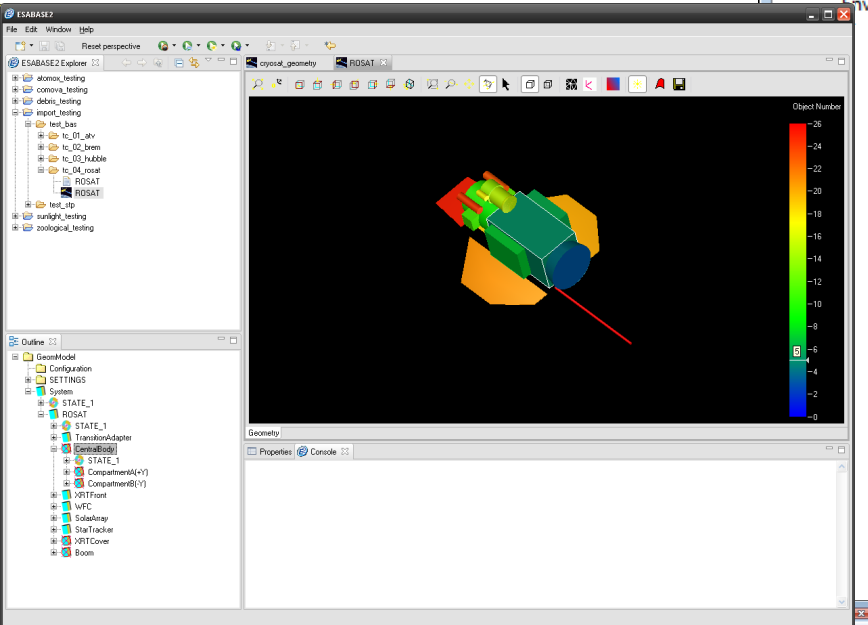 ESABASE2
File Edit Window Help
Reset perspective
ESABASE2 Explorer
atomox_testing
comova_testing
debris_testing
import_testing
test_bas
tc_01_atv
tc_02_brem
tc_03_hubble
tc_04_rosat
ROSAT
ROSAT
test_stp
sunlight_testing
zoological_testing
Outline
GeomModel
Configuration
SETTINGS
System
STATE_1
ROSAT
STATE_1
TransitionAdapter
CentralBody
STATE_1
CompartmentA(+Y)
CompartmentB(-Y)
XRTFront
WFC
SolarArray
StarTracker
XRTCover
Boom
cryosat_geometry
ROSAT
Object Number
26
24
22
20
18
16
14
12
10
8
6
5
4
2
0
Geometry
Properties
Console